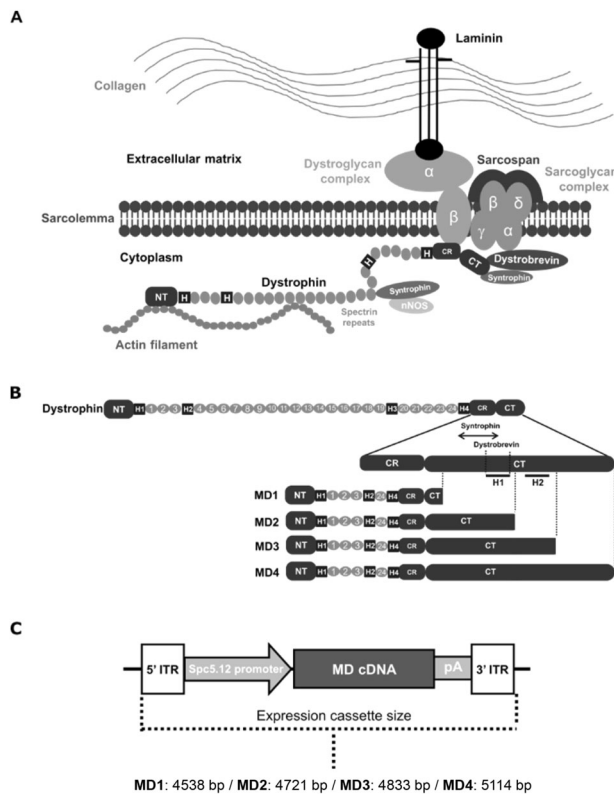 A
Laminin
Collagen
Extracellular matrix
Dystroglycan
complex
α
Sarcospan
Sarcoglycan
complex
β
δ
Sarcolemma
β
γ
α
Cytoplasm
H
CR
CT
Dystrobrevin
Syntrophin
H
Dystrophin
NT
H
H
Syntrophin
nNOS
Spectrin
repeats
Actin filament
B
Dystrophin NT H1 1 2 3 H2 4 5 6 7 8 9 10 11 12 13 14 15 16 17 18 19 H3 20 21 22 23 24 H4 CR CT
Syntrophin
Dystrobrevin
CR CT
H1 H2
MD1 NT H1 1 2 3 H2 24 H4 CR CT
MD2 NT H1 1 2 3 H2 24 H4 CR CT
MD3 NT H1 1 2 3 H2 24 H4 CR CT
MD4 NT H1 1 2 3 H2 24 H4 CR CT
C
5' ITR Spc5.12 promoter MD cDNA pA 3' ITR
Expression cassette size
MD1: 4538 bp / MD2: 4721 bp / MD3: 4833 bp / MD4: 5114 bp